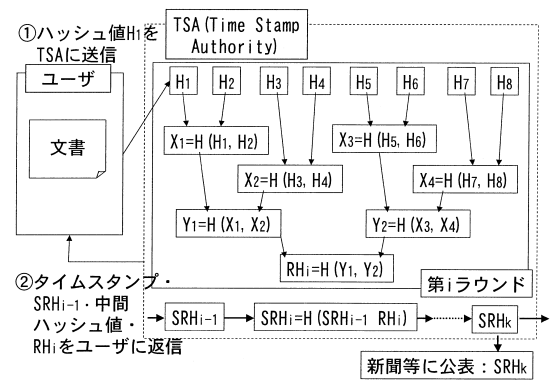 ①ハッシュ値H1を
TSAに送信
TSA(Time Stamp
Authority)
ユーザ
文書
H1 H2 H3 H4 H5 H6 H7 H8
X1=H(H1, H2)
X3=H(H5, H6)
X2=H(H3, H4)
X4=H(H7, H8)
Y1=H(X1, X2)
Y2=H(X3, X4)
RHi=H(Y1, Y2)
第iラウンド
②タイムスタンプ・
SRHi-1・中間
ハッシュ値・
RHiをユーザに返信
SRHi-1
SRHi=H(SRHi-1 RHi)
SRHk
新聞等に公表：SRHk